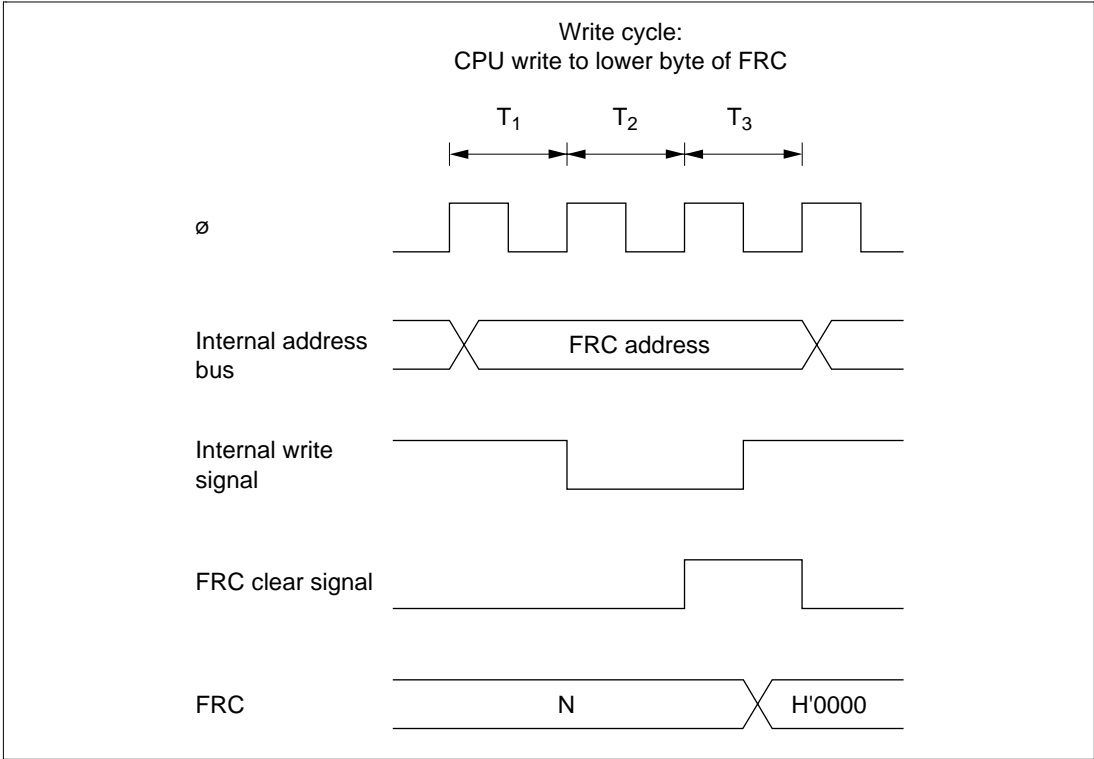 Write cycle:
CPU write to lower byte of FRC
T1 T2 T3
ø
Internal address
bus
FRC address
Internal write
signal
FRC clear signal
FRC
N
H'0000